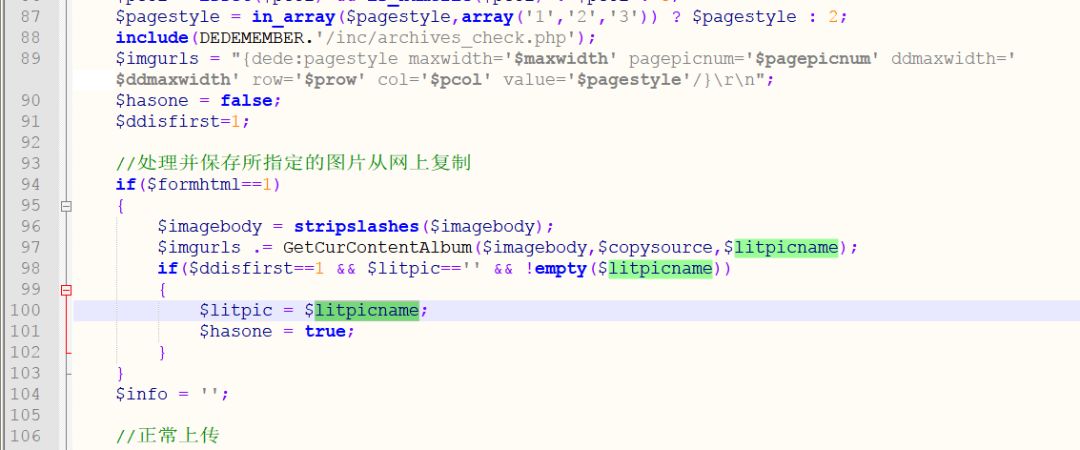 87 $pagestyle = in_array($pagestyle,array('1','2','3')) ? $pagestyle : 2;
88 include(DEDEMEMBER.'/inc/archives_check.php');
89 $imgurls = "{dede:pagestyle maxwidth='$maxwidth' pagepicnum='$pagepicnum' ddmaxwidth='
$ddmaxwidth' row='$prow' col='$pcol' value='$pagestyle'/}\r\n";
90 $hasone = false;
91 $ddisfirst=1;
92
93 //处理并保存所指定的图片从网上复制
94 if($formhtml==1)
95 {
96 $imagebody = stripslashes($imagebody);
97 $imgurls .= GetCurContentAlbum($imagebody,$copysource,$litpicname);
98 if($ddisfirst==1 && $litpic=='' && !empty($litpicname))
99 {
100 $litpic = $litpicname;
101 $hasone = true;
102 }
103 }
104 $info = '';
105
106 //正常上传